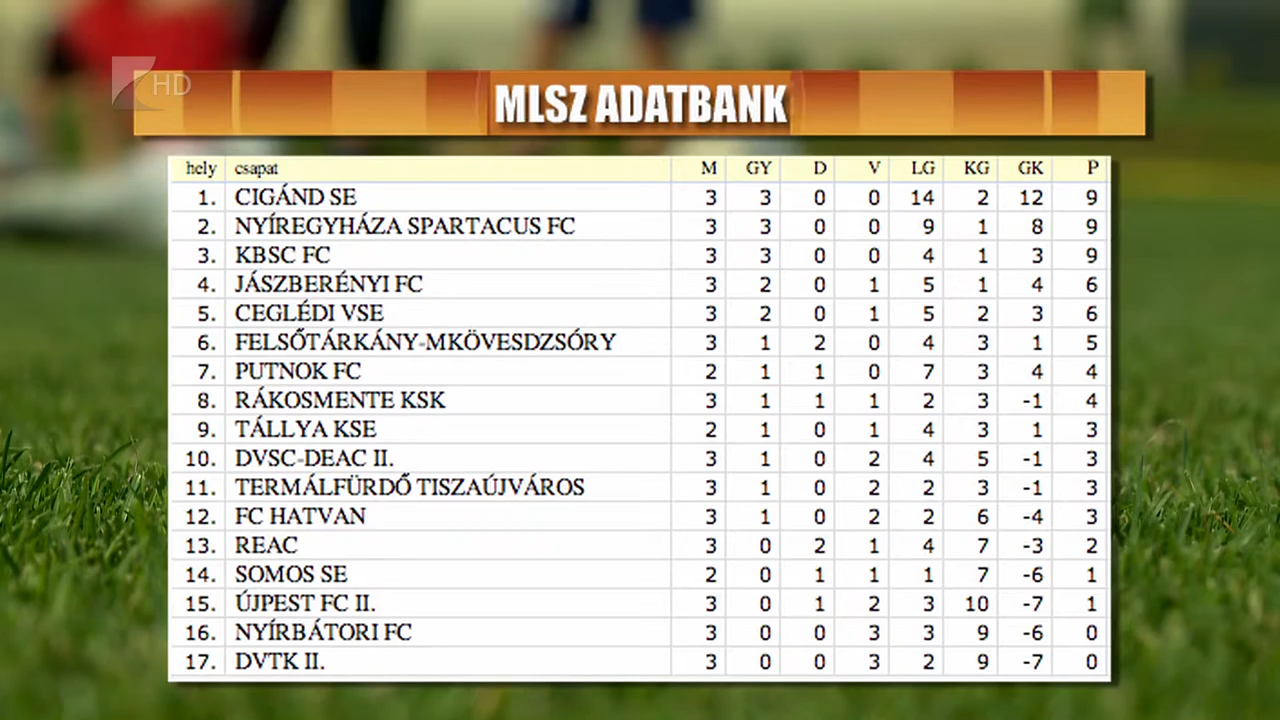 HD
MLSZ ADATBANK
hely csapat M GY D V LG KG GK P
1. CIGÁND SE 3 3 0 0 14 2 12 9
2. NYÍREGYHÁZA SPARTACUS FC 3 3 0 0 9 1 8 9
3. KBSC FC 3 3 0 0 4 1 3 9
4. JÁSZBERÉNYI FC 3 2 0 1 5 1 4 6
5. CEGLÉDI VSE 3 2 0 1 5 2 3 6
6. FELSŐTÁRKÁNY-MKÖVESDZSÓRY 3 1 2 0 4 3 1 5
7. PUTNOK FC 2 1 1 0 7 3 4 4
8. RÁKOSMENTE KSK 3 1 1 1 2 3 -1 4
9. TÁLLYA KSE 2 1 0 1 4 3 1 3
10. DVSC-DEAC II. 3 1 0 2 4 5 -1 3
11. TERMÁLFÜRDŐ TISZAÚJVÁROS 3 1 0 2 2 3 -1 3
12. FC HATVAN 3 1 0 2 2 6 -4 3
13. REAC 3 0 2 1 4 7 -3 2
14. SOMOS SE 2 0 1 1 1 7 -6 1
15. ÚJPEST FC II. 3 0 1 2 3 10 -7 1
16. NYÍRBÁTORI FC 3 0 0 3 3 9 -6 0
17. DVTK II. 3 0 0 3 2 9 -7 0